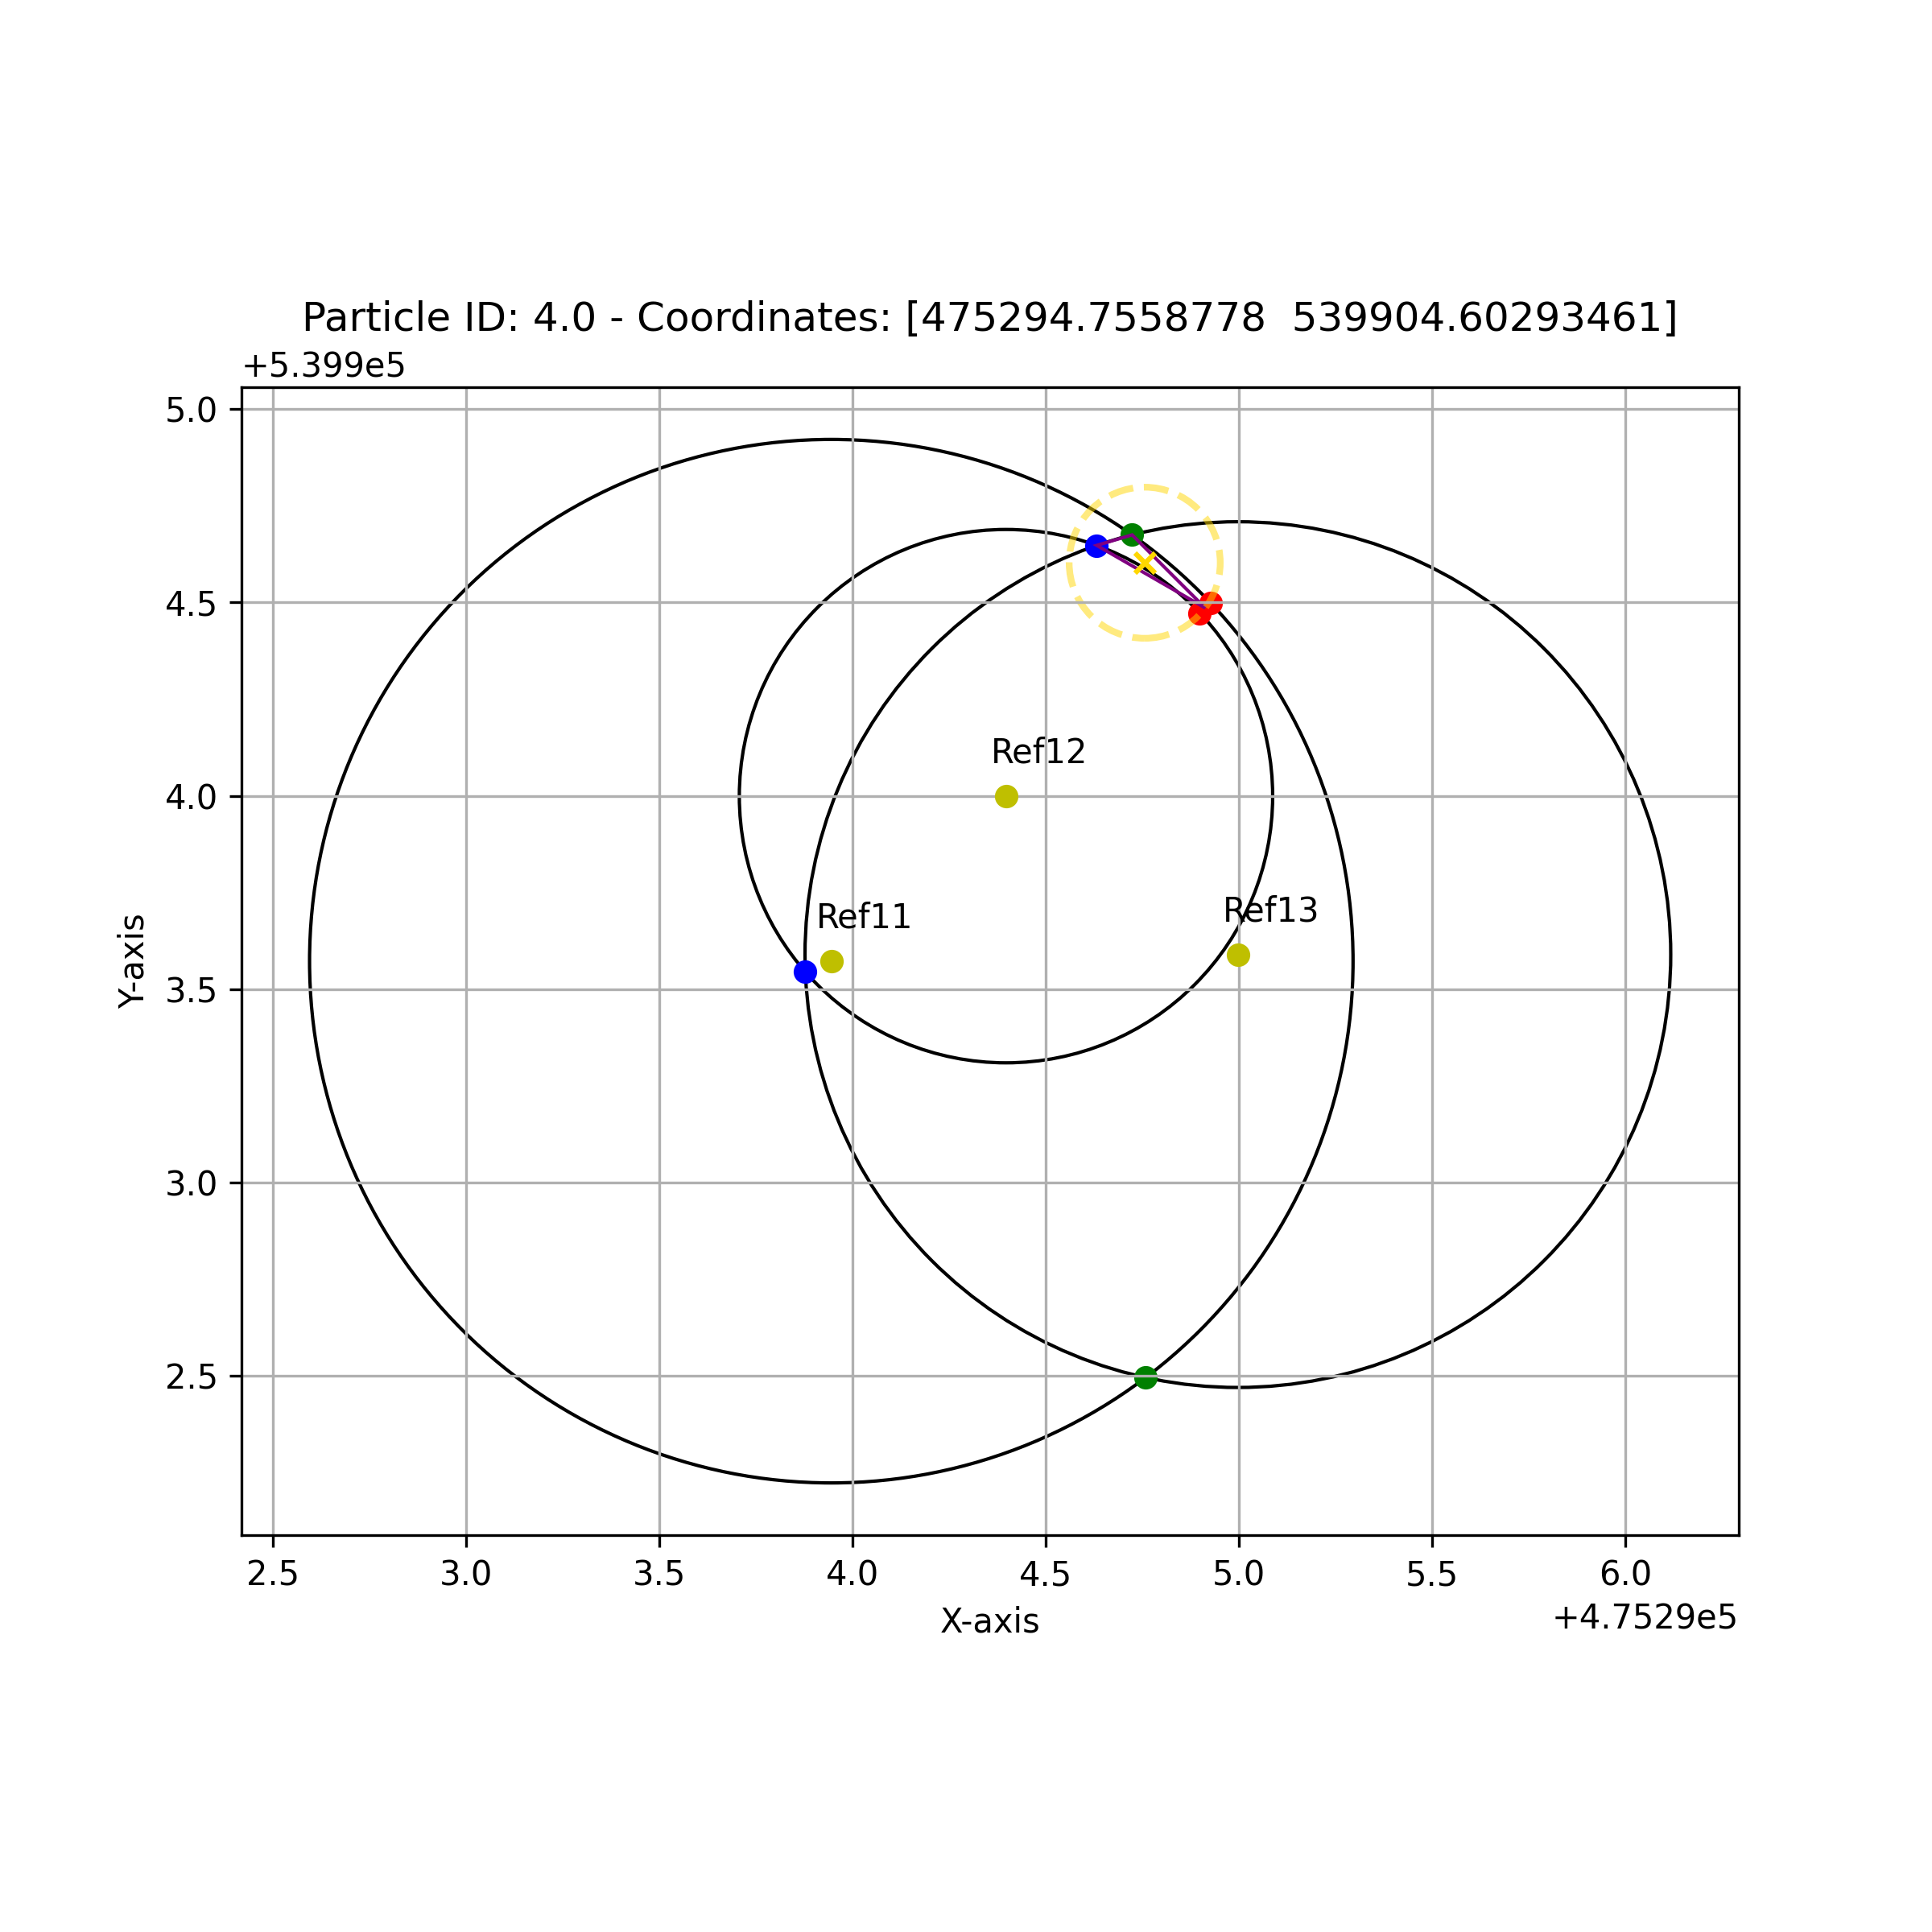 Particle ID: 4.0 - Coordinates: [475294.7558778  539904.60293461]
+5.399e5
5.0
4.5
4.0
3.5
3.0
2.5
Y-axis
Ref12
Ref11
Ref13
2.5 3.0 3.5 4.0 4.5 5.0 5.5 6.0
X-axis
+4.7529e5